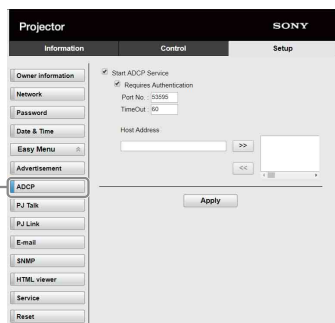 Projector
SONY
Information
Control
Setup
Owner information
Network
Password
Date & Time
Easy Menu
Advertisement
ADCP
PJ Talk
PJ Link
E-mail
SNMP
HTML viewer
Service
Reset
Start ADCP Service
Requires Authentication
Port No. : 53595
TimeOut : 60
Host Address
>>
<<
Apply